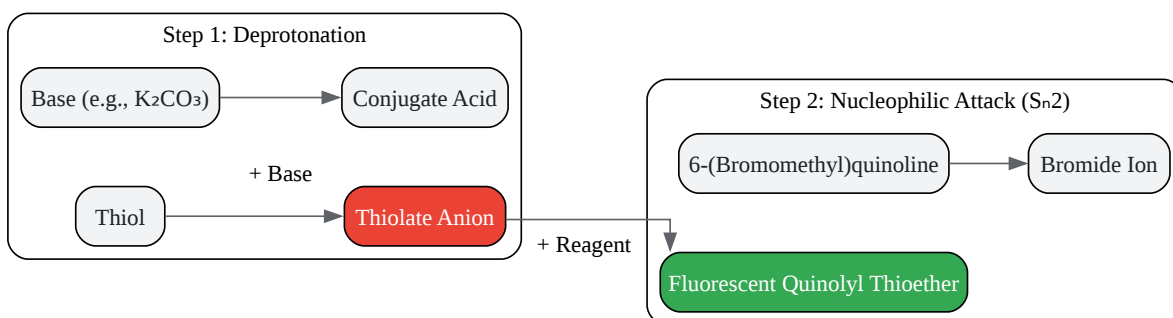 Step 1: Deprotonation
Base (e.g., K₂CO₃)
Conjugate Acid
+ Base
Thiol
Thiolate Anion
+ Reagent
Step 2: Nucleophilic Attack (Sₙ2)
6-(Bromomethyl)quinoline
Bromide Ion
Fluorescent Quinolyl Thioether